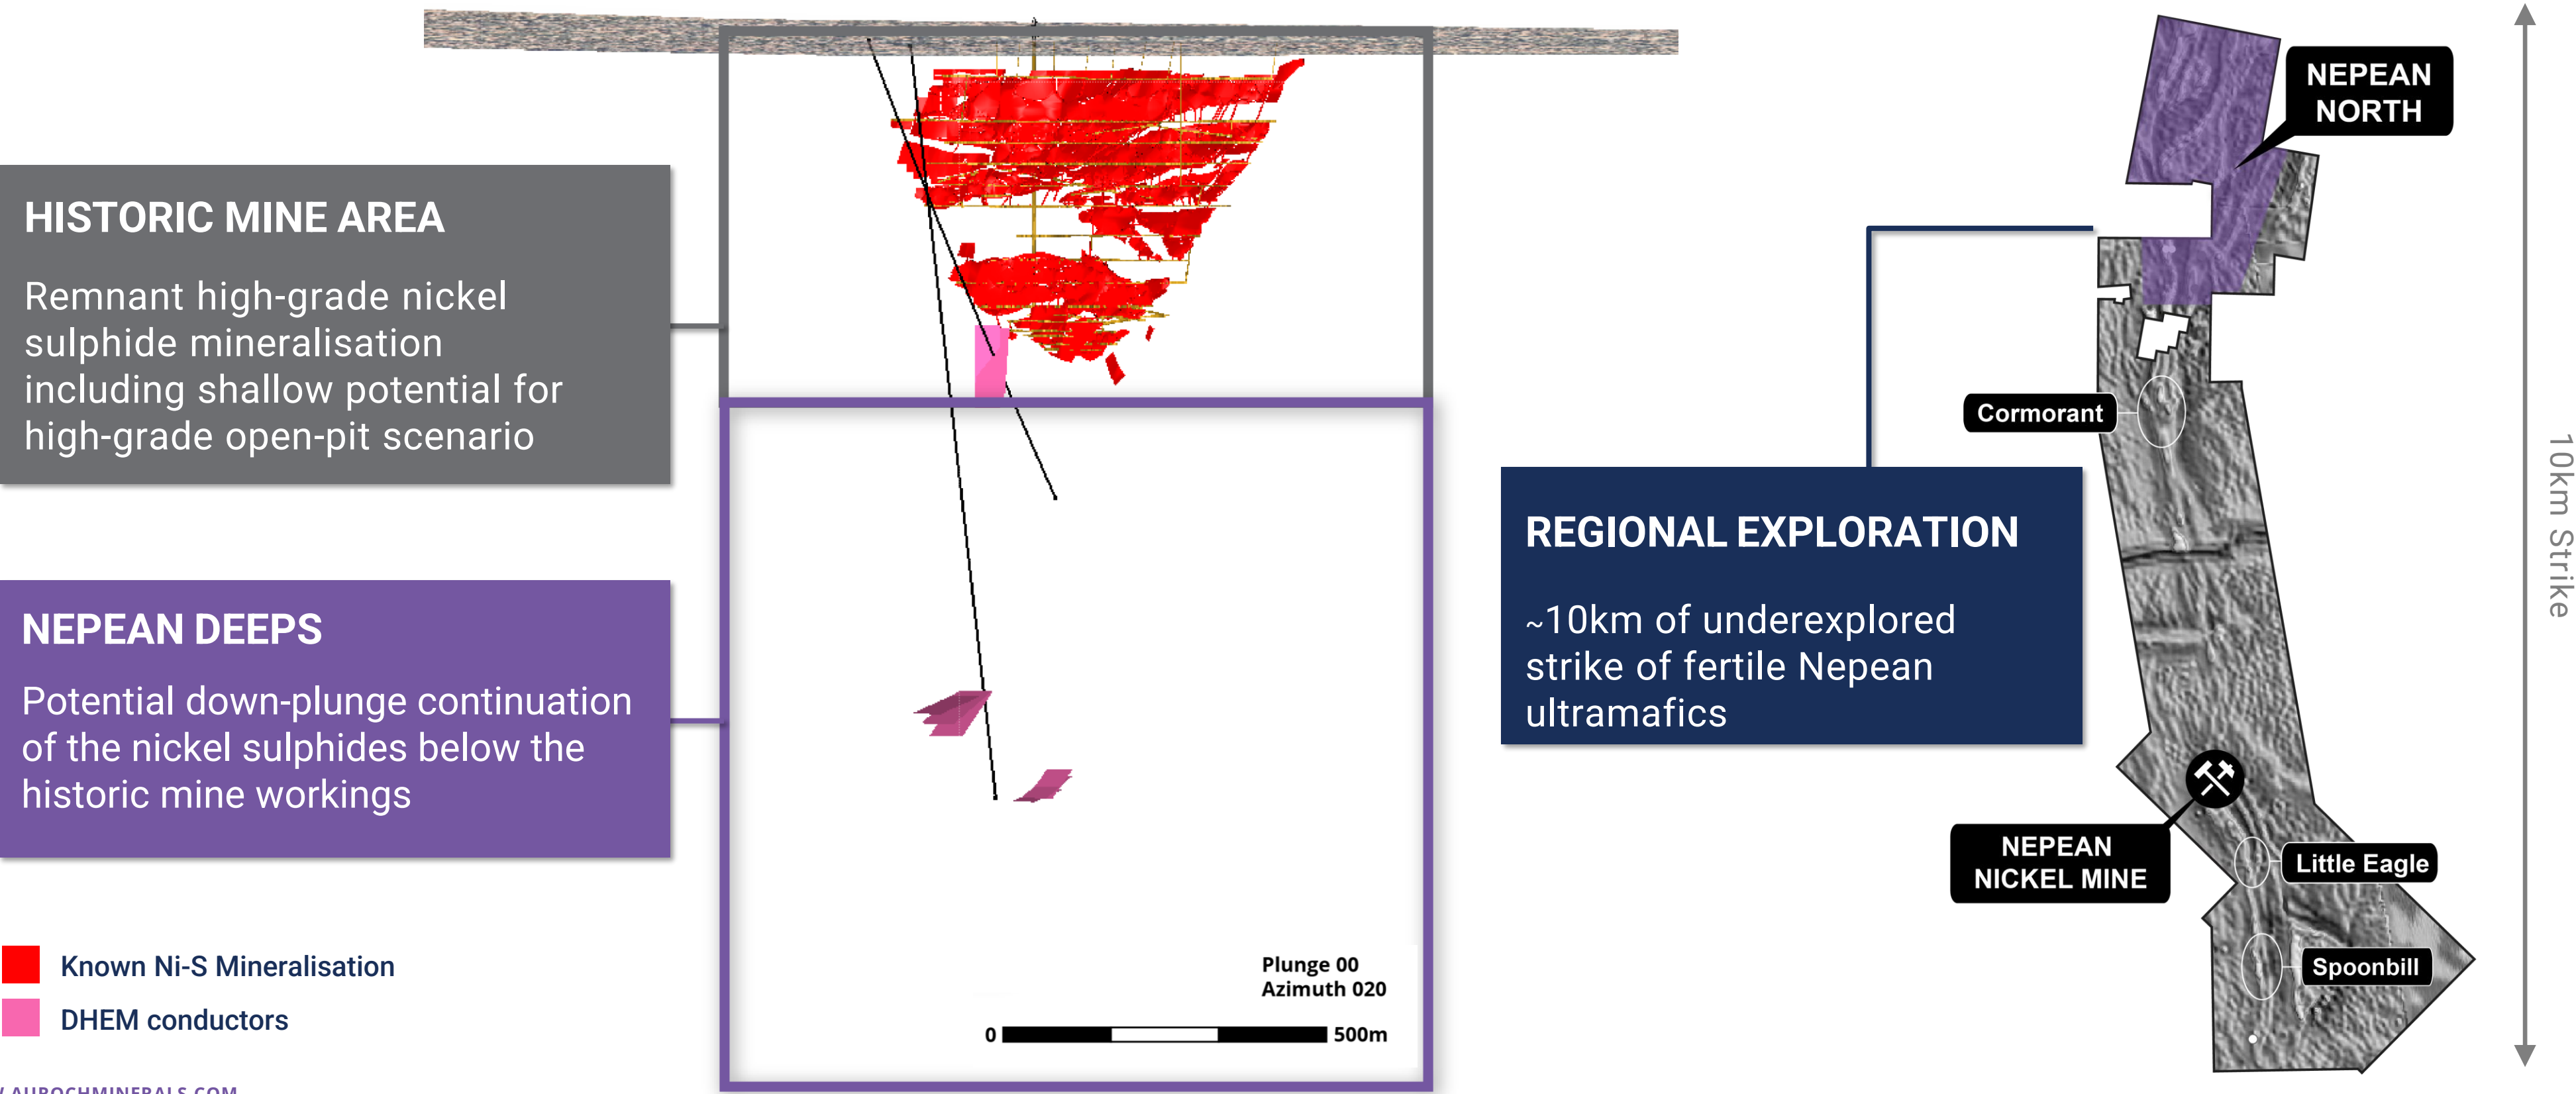 HISTORIC MINE AREA
Remnant high-grade nickel
sulphide mineralisation
including shallow potential for
high-grade open-pit scenario
NEPEAN DEEPS
Potential down-plunge continuation
of the nickel sulphides below the
historic mine workings
Known Ni-S Mineralisation
DHEM conductors
Plunge 00
Azimuth 020
0 500m
REGIONAL EXPLORATION
~10km of underexplored
strike of fertile Nepean
ultramafics
NEPEAN
NORTH
Cormorant
NEPEAN
NICKEL MINE
Little Eagle
Spoonbill
10km Strike
.AUROCHMINERALS.COM